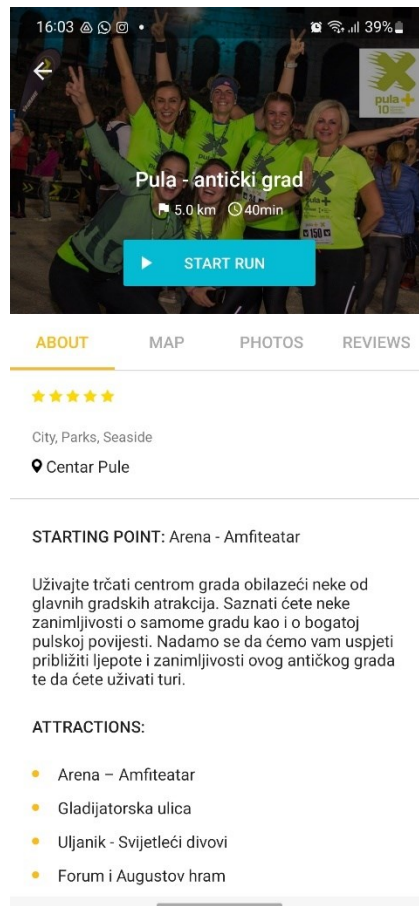 16:03
39%
pula+
10
Pula - antički grad
5.0 km 40min
150
START RUN
ABOUT MAP PHOTOS REVIEWS
City, Parks, Seaside
Centar Pule
STARTING POINT: Arena - Amfiteatar
Uživajte trčati centrom grada obilazeći neke od
glavnih gradskih atrakcija. Saznati ćete neke
zanimljivosti o samome gradu kao i o bogatoj
pulskoj povijesti. Nadamo se da ćemo vam uspjeti
približiti ljepote i zanimljivosti ovog antičkog grada
te da ćete uživati turi.
ATTRACTIONS:
Arena – Amfiteatar
Gladijatorska ulica
Uljanik - Svijetleći divovi
Forum i Augustov hram